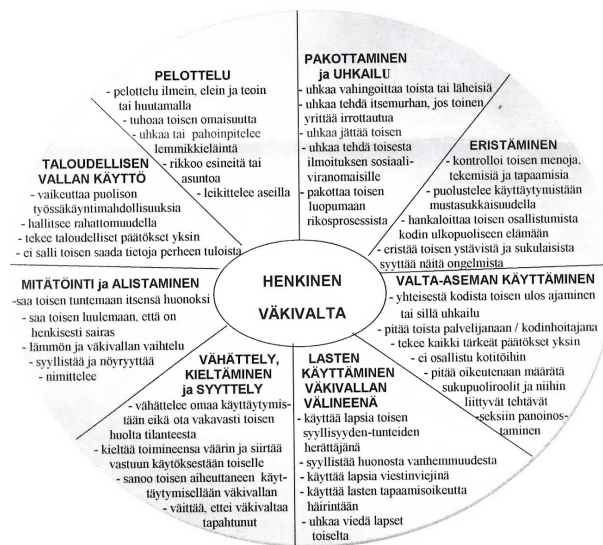 PELOTTELU
- pelottelu ilmein, elein ja teoin
tai huutamalla
- tuhoaa toisen omaisuutta
- uhkaa tai pahoinpitelee
lemmikkieläintä
- rikkoo esineitä tai
asuntoa
- leikittelee aseilla
PAKOTTAMINEN
ja UHKAILU
- uhkaa vahingoittaa toista tai läheisiä
- uhkaa tehdä itsemurhan, jos toinen
yrittää irrottautua
- uhkaa jättää toisen
- uhkaa tehdä toisesta
ilmoituksen sosiaali-
viranomaisille
- pakottaa toisen
luopumaan
rikosprosessista
ERISTÄMINEN
- kontrolloi toisen menoja,
tekemisiä ja tapaamisia
- puolustelee käyttäytymistään
mustasukkaisuudella
- hankaloittaa toisen osallistumista
kodin ulkopuoliseen elämään
- eristää toisen ystävistä ja sukulaisista
syyttää näitä ongelmista
VALTA-ASEMAN KÄYTTÄMINEN
- yhteisestä kodista toisen ulos ajaminen
tai sillä uhkailu
- pitää toista palvelijanaan / kodinhoitajana
- tekee kaikki tärkeät päätökset yksin
- ei osallistu kotitöihin
- pitää oikeutenaan määrätä
sukupuoliroolit ja niihin
liittyvät tehtävät
-seksiin panoinos-
taminen
LASTEN
KÄYTTÄMINEN
VÄKIVALLAN
VÄLINEENÄ
- käyttää lapsia toisen
syyllisyyden-tunteiden
herättäjänä
- syyllistää huonosta vanhemmuudesta
- käyttää lapsia viestinviejinä
- käyttää lasten tapaamisoikeutta
häirintään
- uhkaa viedä lapset
toiselta
VÄHÄTTELY,
KIELTÄMINEN
ja SYYTTELY
- vähättelee omaa käyttäytymis-
tään eikä ota vakavasti toisen
huolta tilanteesta
- kieltää toimineensa väärin ja siirtää
vastuun käytöksestään toiselle
- sanoo toisen aiheuttaneen käyt-
täytymisellään väkivallan
- väittää, ettei väkivaltaa
tapahtunut
MITÄTÖINTI ja ALISTAMINEN
-saa toisen tuntemaan itsensä huonoksi
- saa toisen luulemaan, että on
henkisesti sairas
- lämmön ja väkivallan vaihtelu
- syyllistää ja nöyryyttää
- nimittelee
TALOUDELLISEN
VALLAN KÄYTTÖ
- vaikeuttaa puolison
työssäkäyntimahdollisuuksia
- hallitsee rahattomuudella
- tekee taloudelliset päätökset yksin
- ei salli toisen saada tietoja perheen tuloista
HENKINEN
VÄKIVALTA